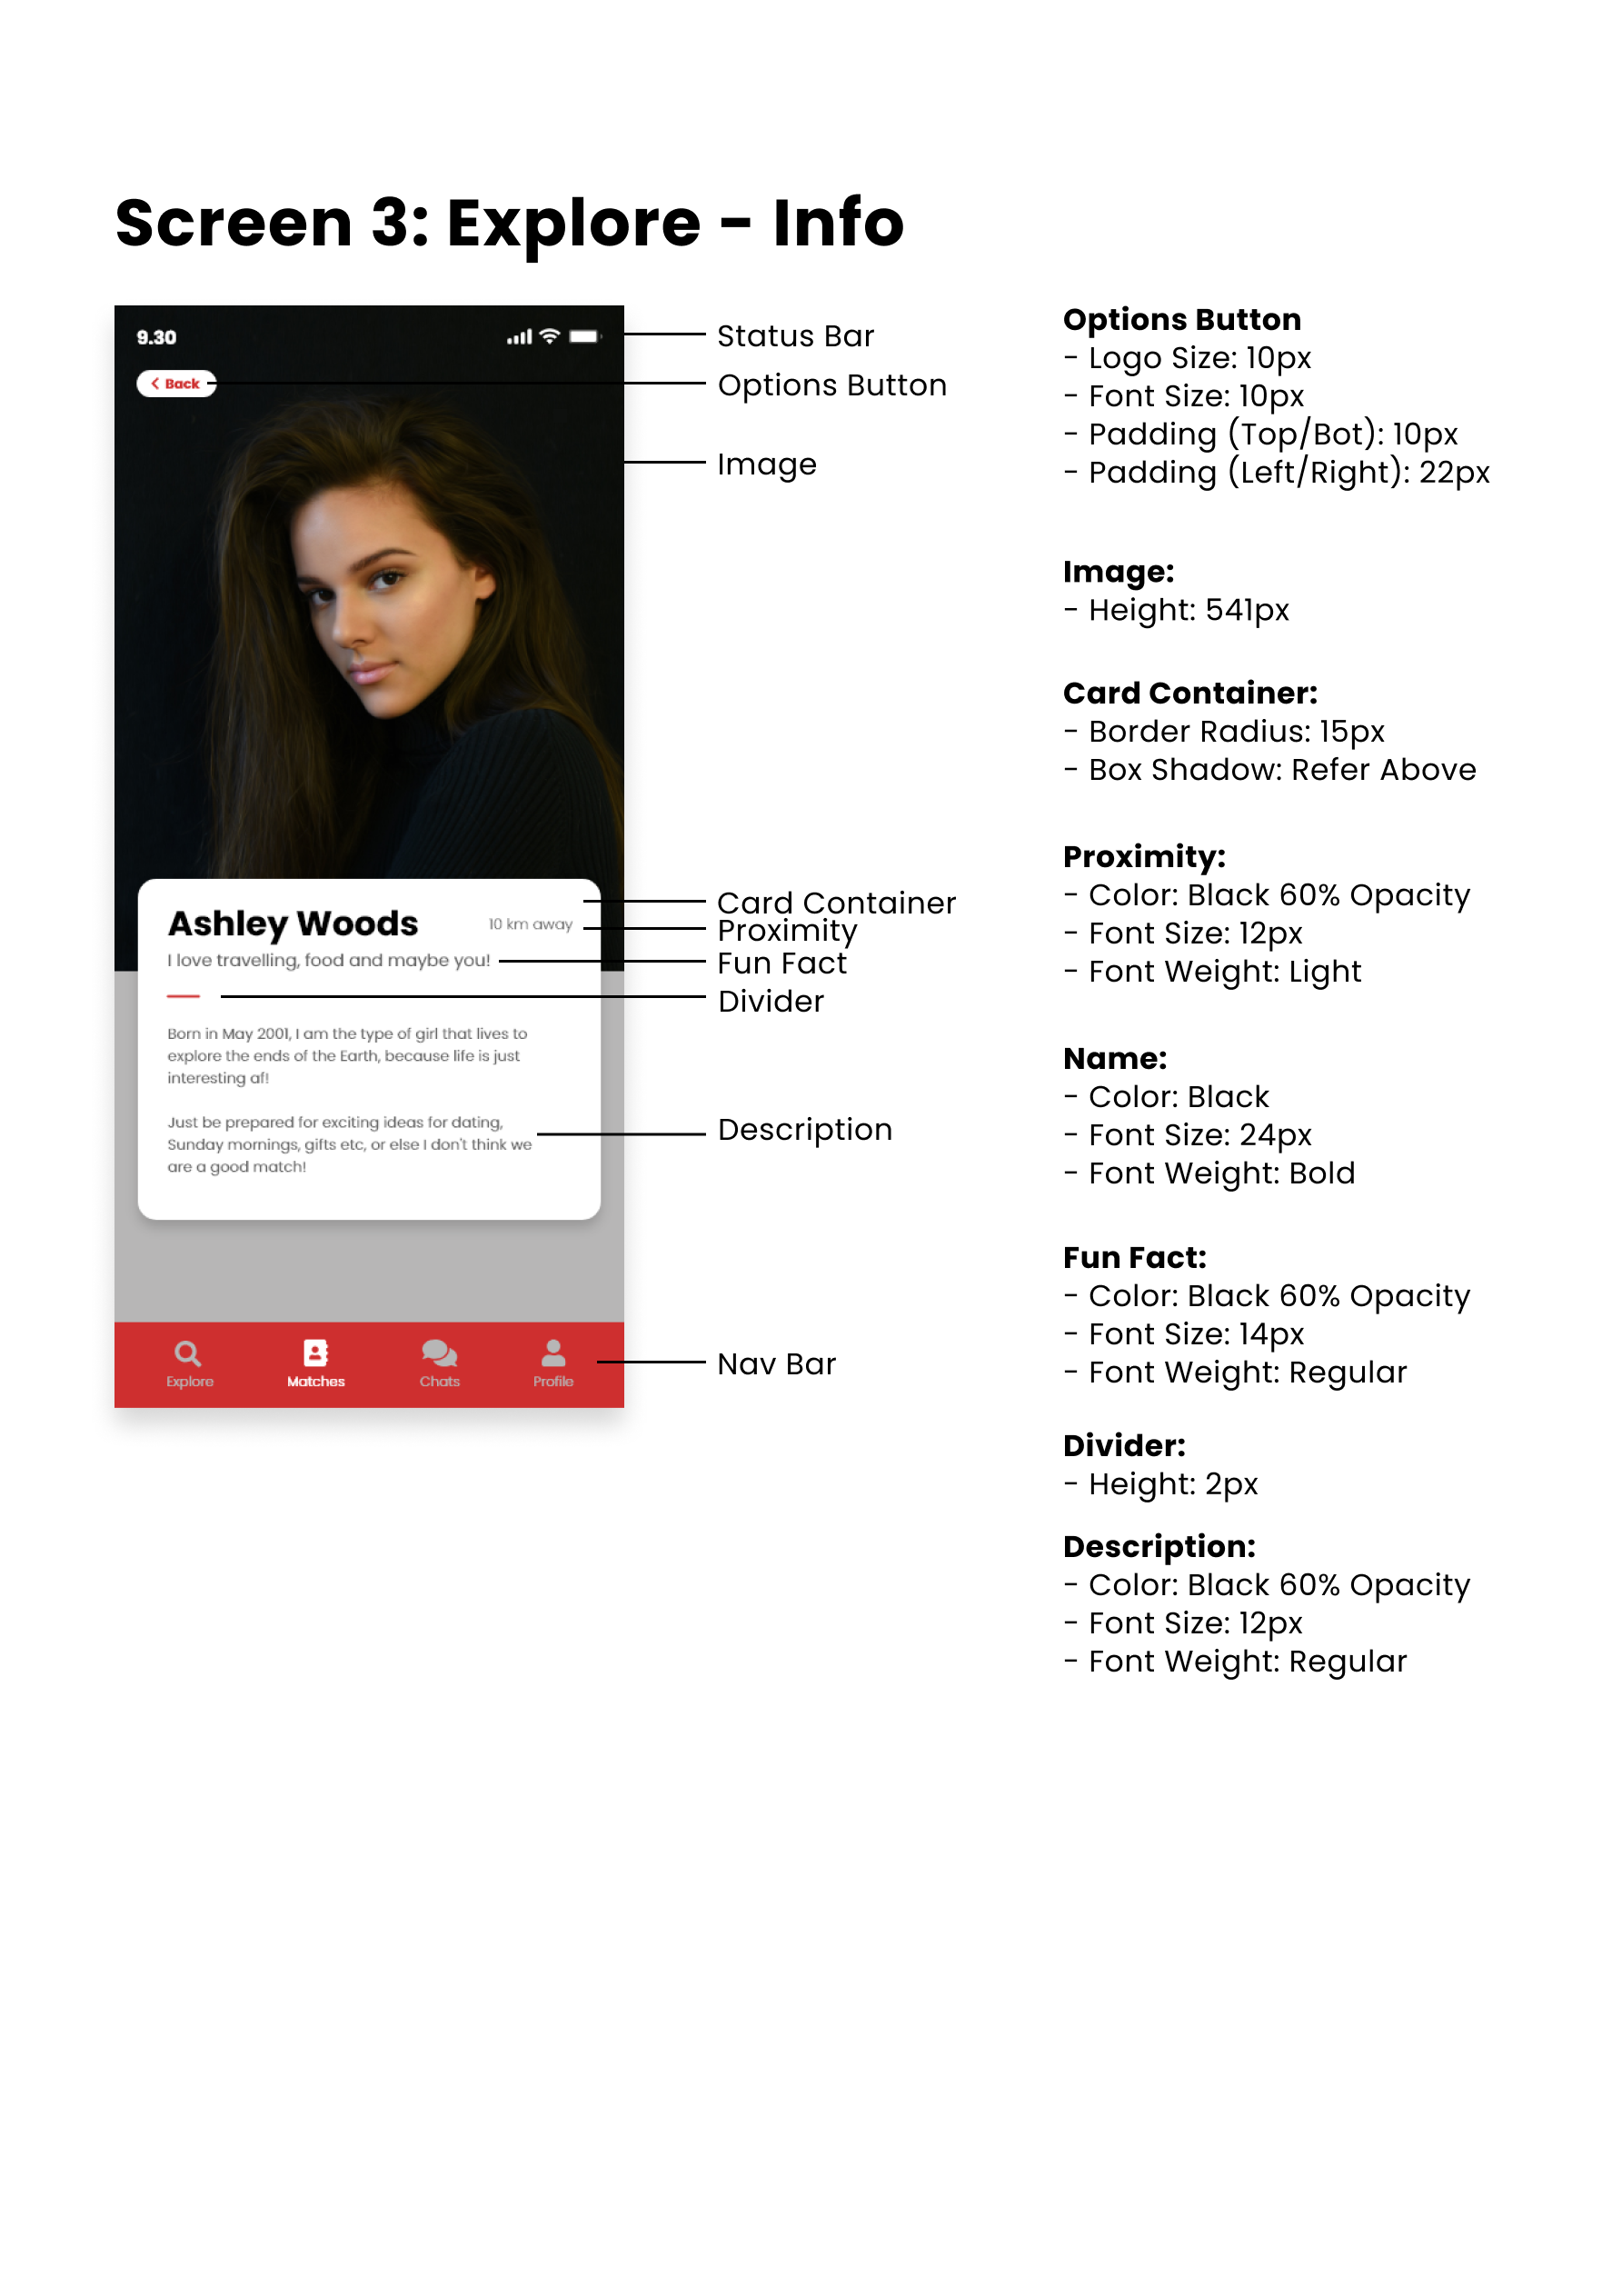 Screen 3: Explore - Info
9.30
Back
Ashley Woods
10 km away
I love travelling, food and maybe you!
Born in May 2001, I am the type of girl that lives to
explore the ends of the Earth, because life is just
interesting af!
Just be prepared for exciting ideas for dating,
Sunday mornings, gifts etc, or else I don't think we
are a good match!
Explore
Matches
Chats
Profile
Status Bar
Options Button
Image
Card Container
Proximity
Fun Fact
Divider
Description
Nav Bar
Options Button
- Logo Size: 10px
- Font Size: 10px
- Padding (Top/Bot): 10px
- Padding (Left/Right): 22px
Image:
- Height: 541px
Card Container:
- Border Radius: 15px
- Box Shadow: Refer Above
Proximity:
- Color: Black 60% Opacity
- Font Size: 12px
- Font Weight: Light
Name:
- Color: Black
- Font Size: 24px
- Font Weight: Bold
Fun Fact:
- Color: Black 60% Opacity
- Font Size: 14px
- Font Weight: Regular
Divider:
- Height: 2px
Description:
- Color: Black 60% Opacity
- Font Size: 12px
- Font Weight: Regular